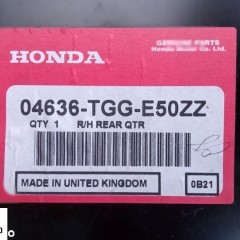 HONDA
GENUINE PARTS
Honda Motor Co. Ltd.
04636-TGG-E50ZZ
QTY 1 R/H REAR QTR
MADE IN UNITED KINGDOM
0B21